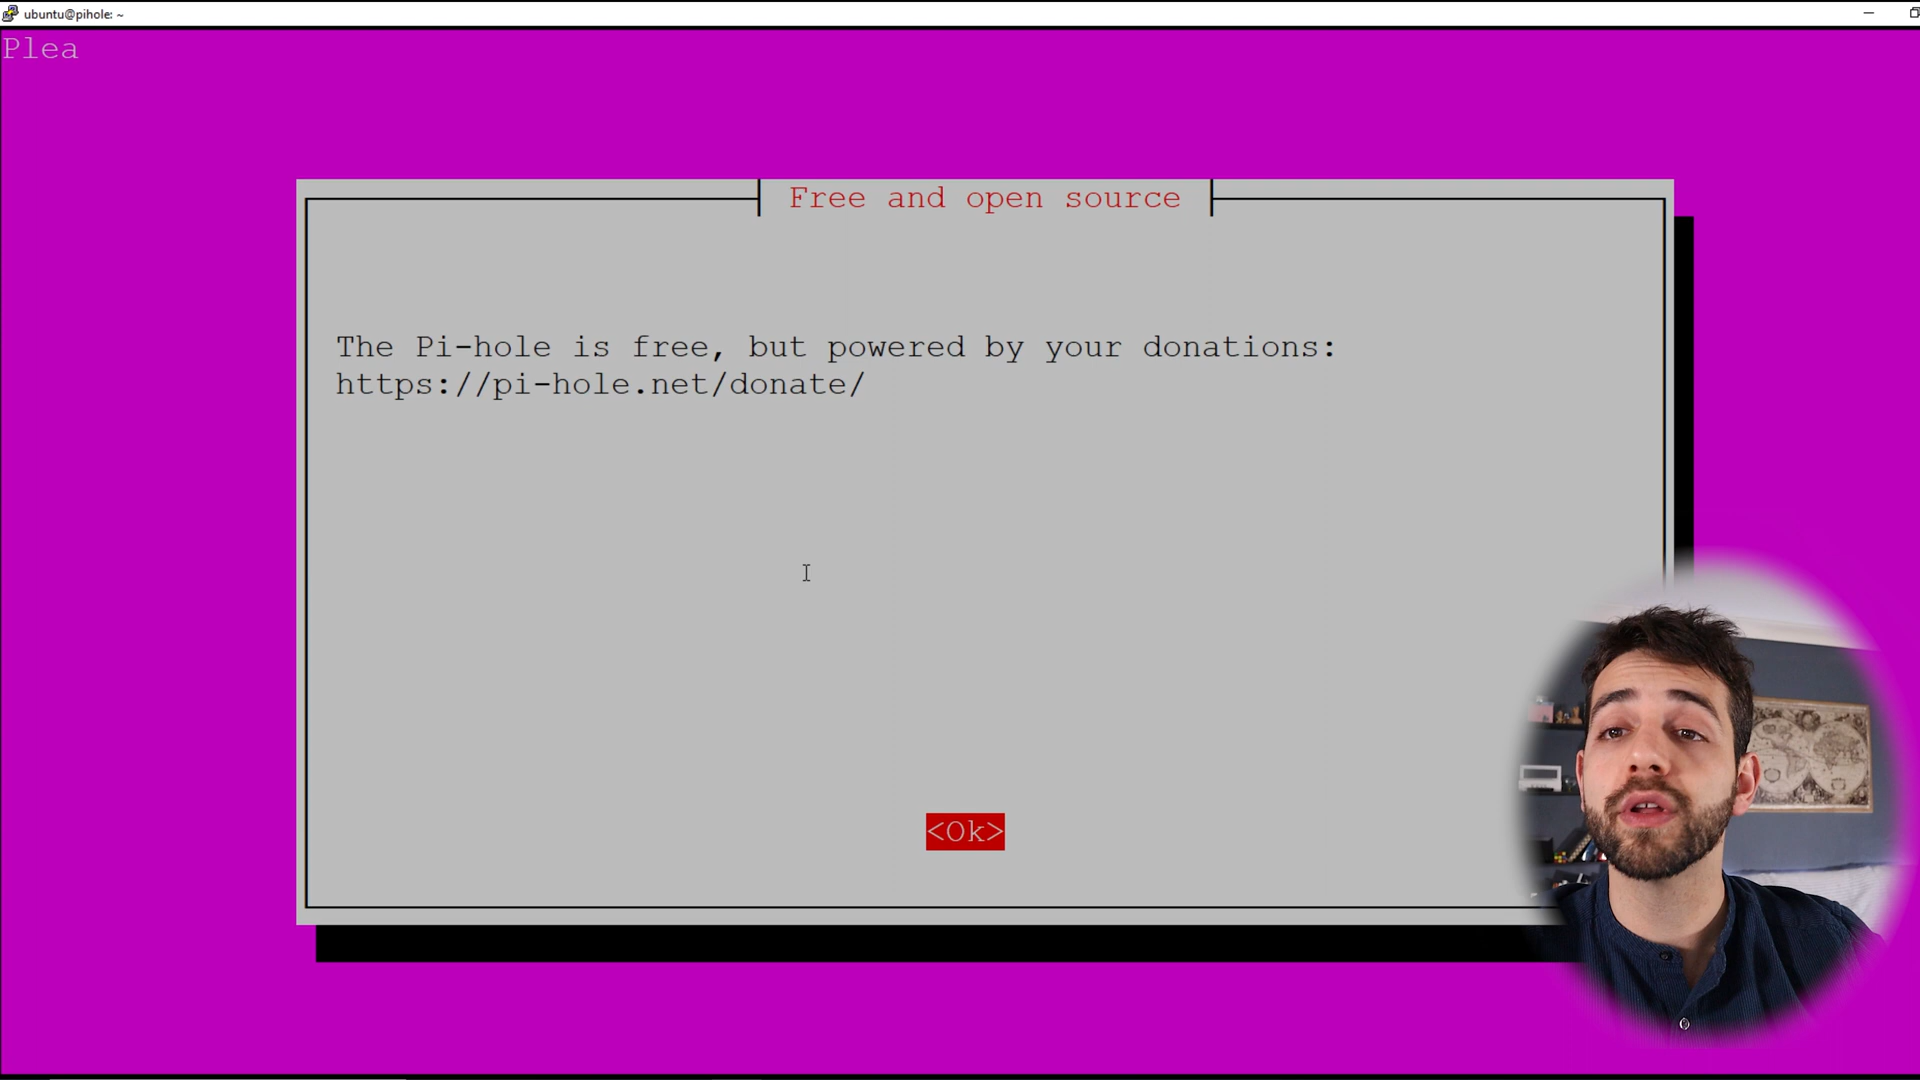 ubuntu@pihole: ~
Plea
Free and open source
The Pi-hole is free, but powered by your donations:
https://pi-hole.net/donate/
<Ok>